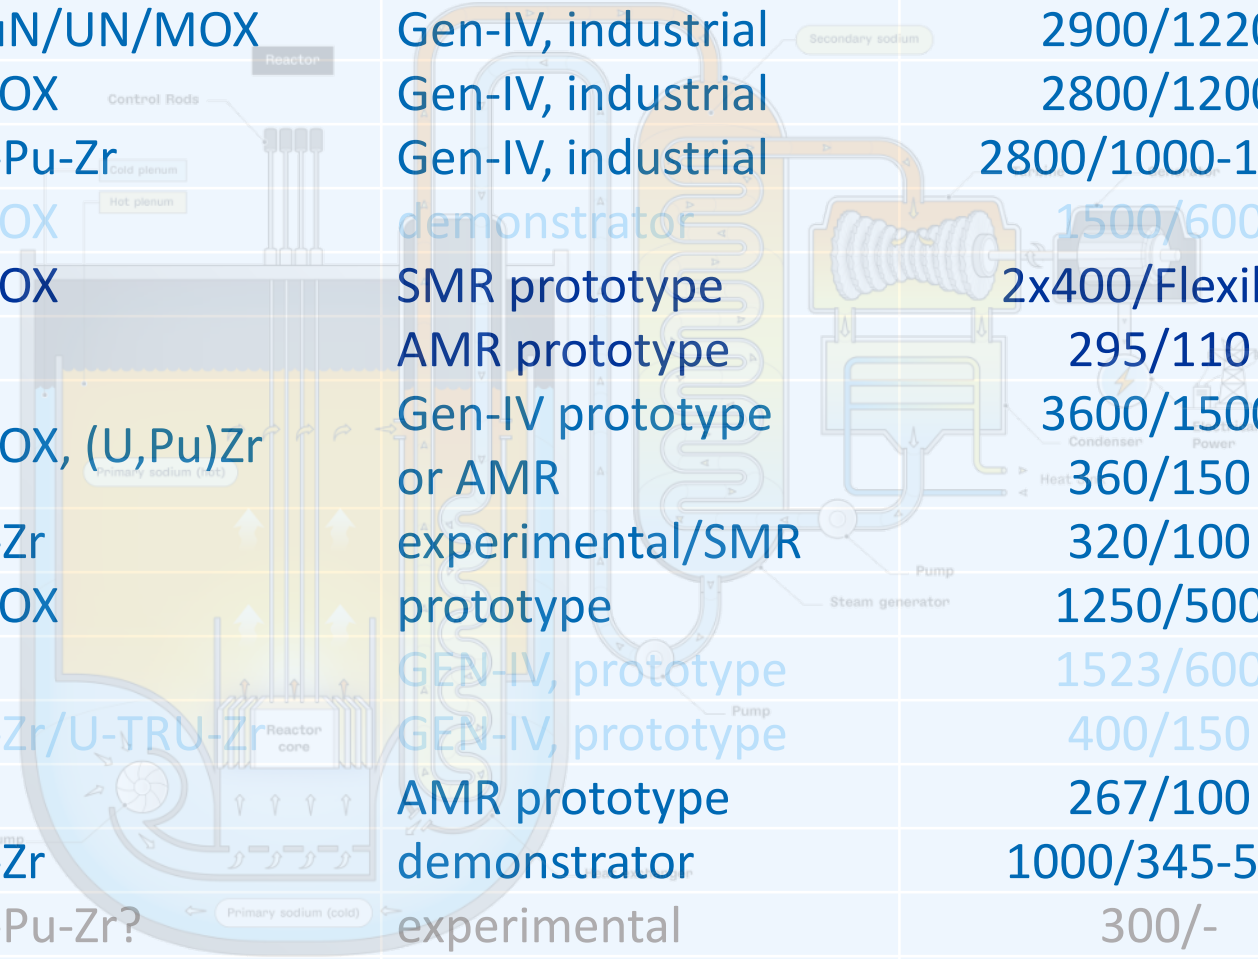 uN/UN/MOX Gen-IV, industrial 2900/1220
Reactor
Secondary sodium
OX Gen-IV, industrial 2800/1200
Control Rods
-Pu-Zr Gen-IV, industrial 2800/1000-1
Cold plenum
Hot plenum
OX demonstrator 1500/600
OX SMR prototype 2x400/Flexi
AMR prototype 295/110
Gen-IV prototype 3600/1500
OX, (U,Pu)Zr
Condenser
Power
Primary sodium (hot)
or AMR 360/150
Heat
-Zr experimental/SMR 320/100
Pump
OX prototype 1250/500
Steam generator
GEN-IV, prototype 1523/600
Pump
-Zr/U-TRU-Zr GEN-IV, prototype 400/150
Reactor
core
AMR prototype 267/100
-Zr demonstrator 1000/345-5
Primary sodium (cold)
-Pu-Zr? experimental 300/-